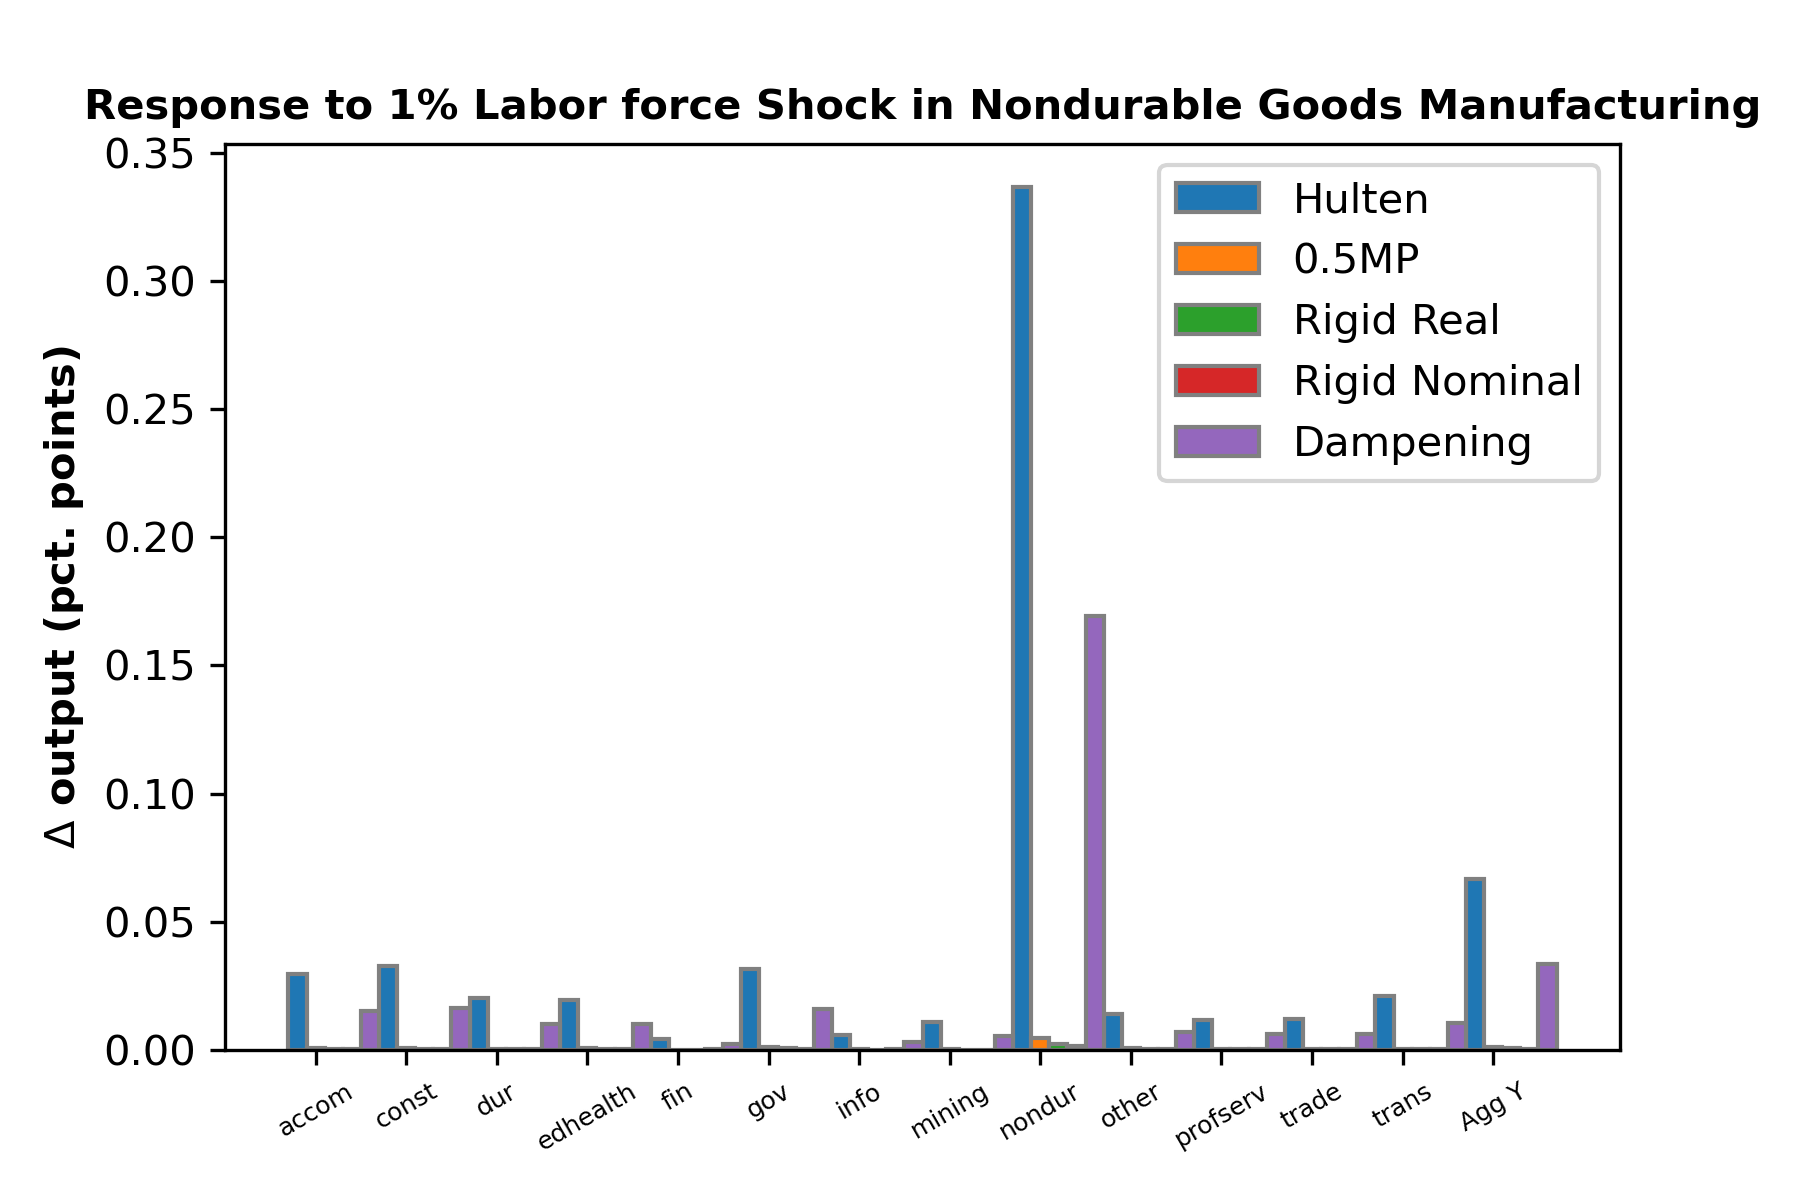 Response to 1% Labor force Shock in Nondurable Goods Manufacturing
Δ output (pct. points)
0.35
0.30
0.25
0.20
0.15
0.10
0.05
0.00
Hulten
0.5MP
Rigid Real
Rigid Nominal
Dampening
accom
const
dur
edhealth
fin
gov
info
mining
nondur
other
profserv
trade
trans
Agg Y